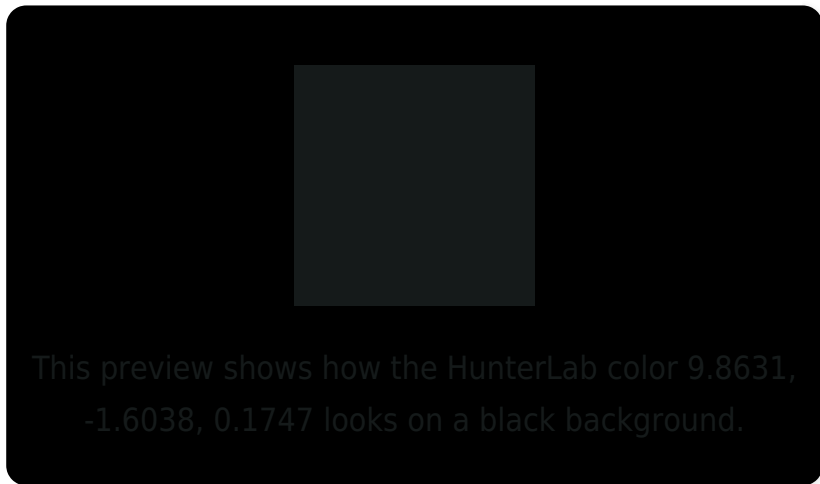 This preview shows how the HunterLab color 9.8631,
-1.6038, 0.1747 looks on a black background.